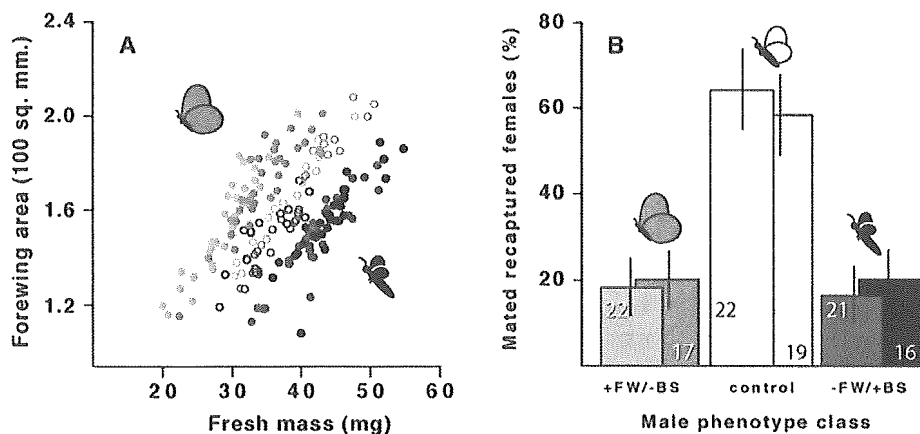 A
Forewing area (100 sq. mm.)
2.4
2.0
1.6
1.2
20 30 40 50 60
Fresh mass (mg)
B
Mated recaptured females (%)
80
60
40
20
22 17 22 19 21 16
+FW/-BS control -FW/+BS
Male phenotype class